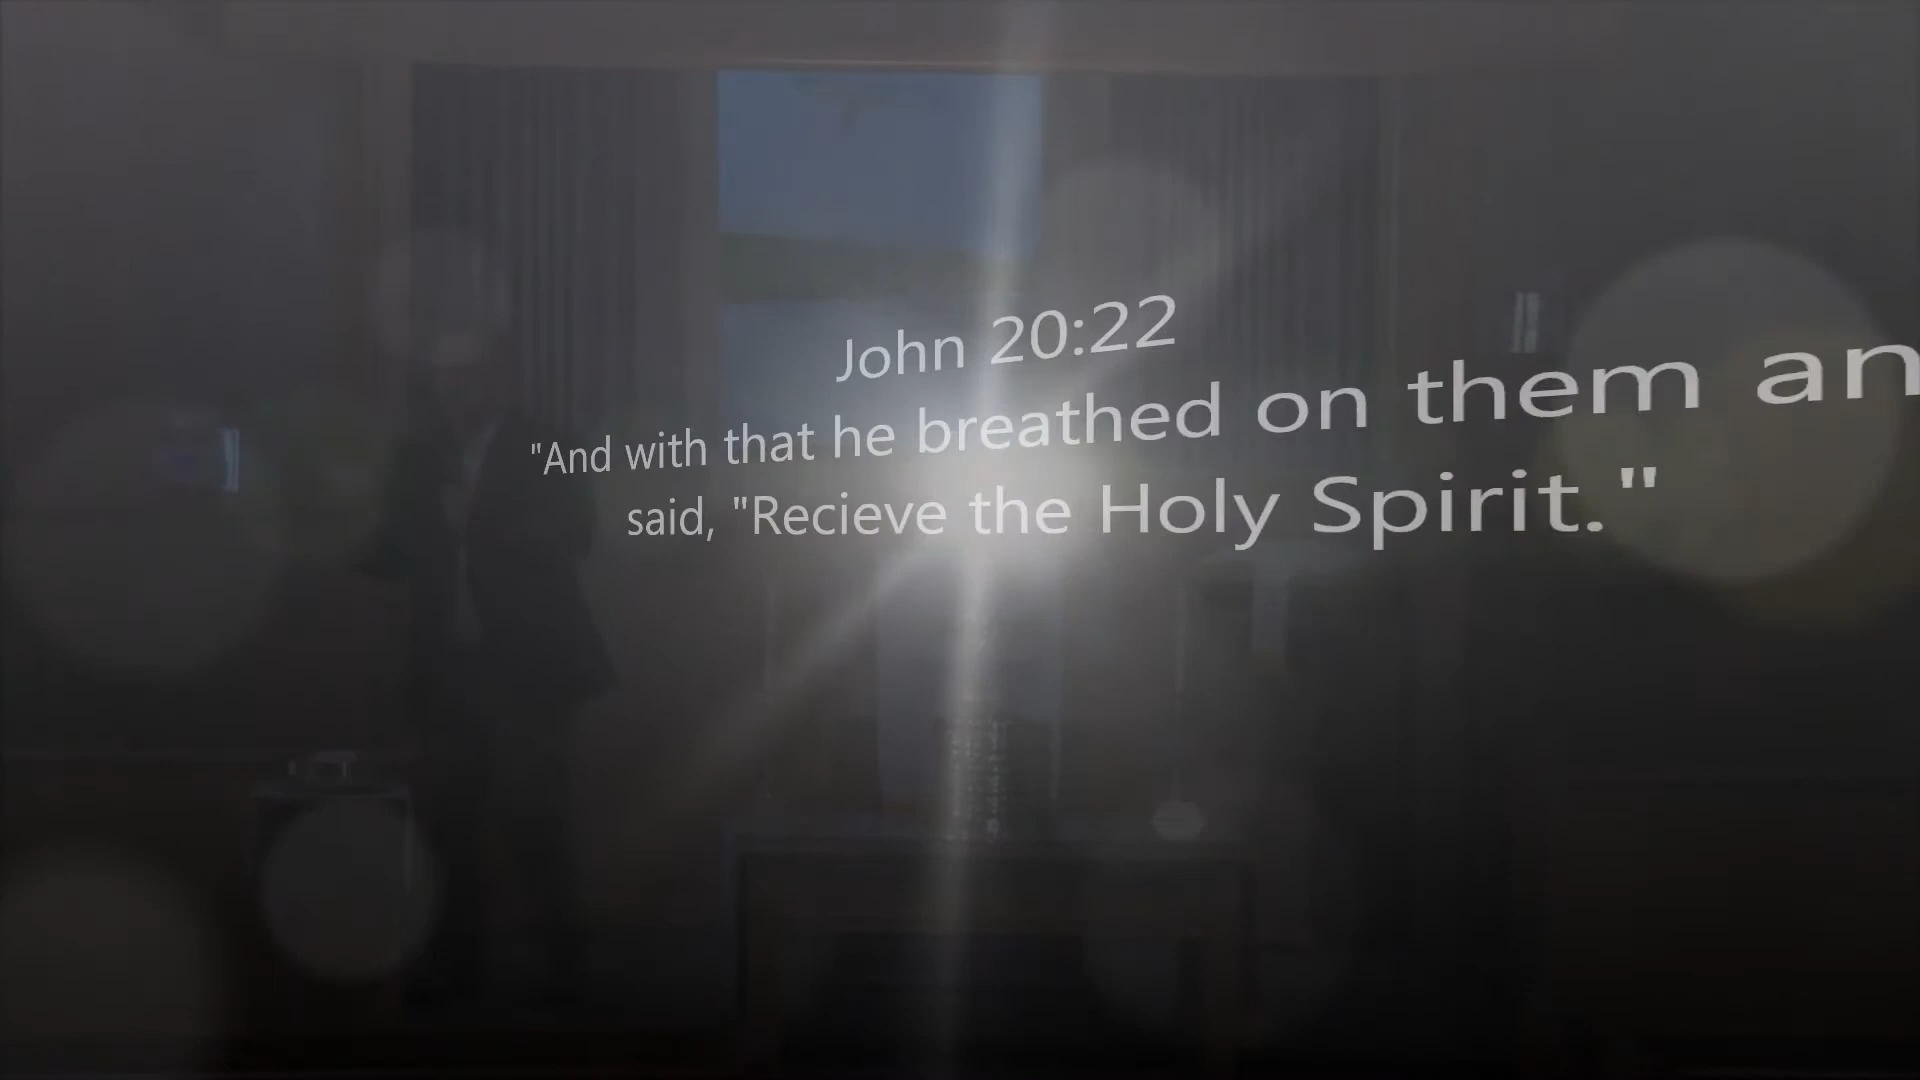 John 20:22
"And with that he breathed on them an
said, "Recieve the Holy Spirit."